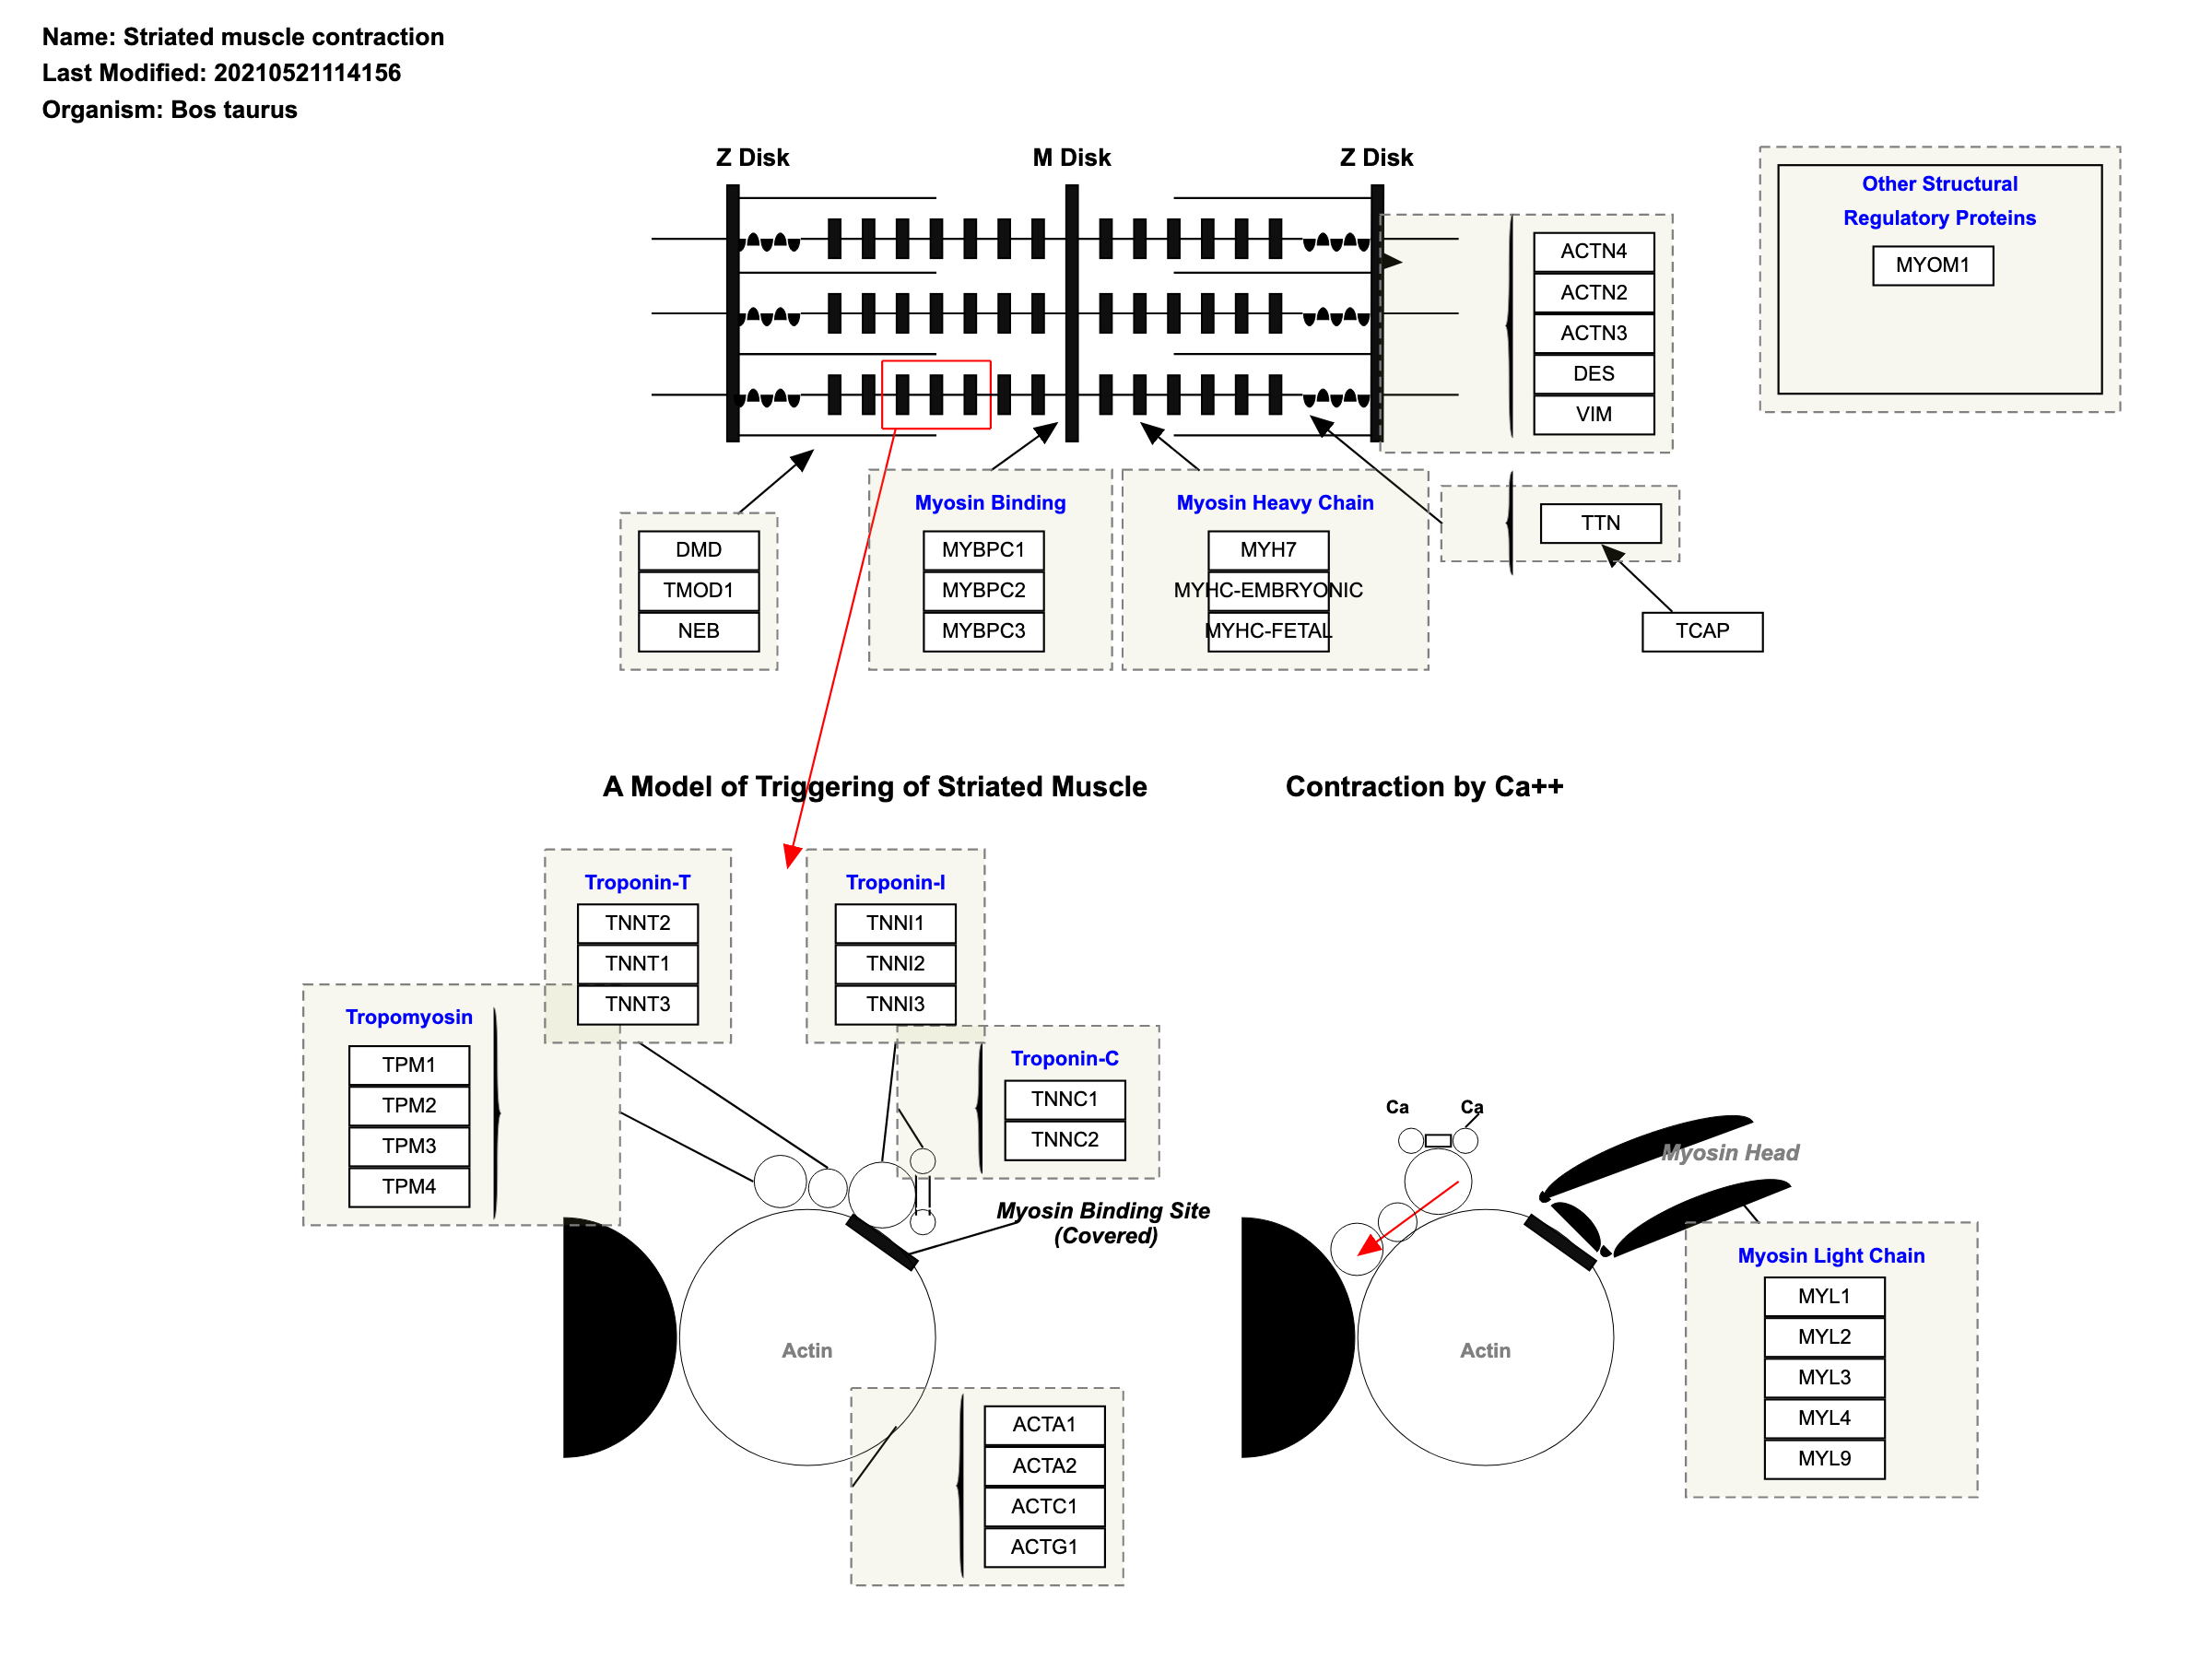 Name: Striated muscle contraction
Last Modified: 20210521114156
Organism: Bos taurus
Z Disk
M Disk
Z Disk
Other Structural
Regulatory Proteins
MYOM1
ACTN4
ACTN2
ACTN3
DES
VIM
DMD
TMOD1
NEB
Myosin Binding
MYBPC1
MYBPC2
MYBPC3
Myosin Heavy Chain
MYH7
MYHC-EMBRYONIC
MYHC-FETAL
TTN
TCAP
A Model of Triggering of Striated Muscle
Contraction by Ca++
Troponin-T
TNNT2
TNNT1
TNNT3
Troponin-I
TNNI1
TNNI2
TNNI3
Tropomyosin
TPM1
TPM2
TPM3
TPM4
Troponin-C
TNNC1
TNNC2
Myosin Binding Site
(Covered)
Actin
ACTA1
ACTA2
ACTC1
ACTG1
Ca
Ca
Myosin Head
Actin
Myosin Light Chain
MYL1
MYL2
MYL3
MYL4
MYL9